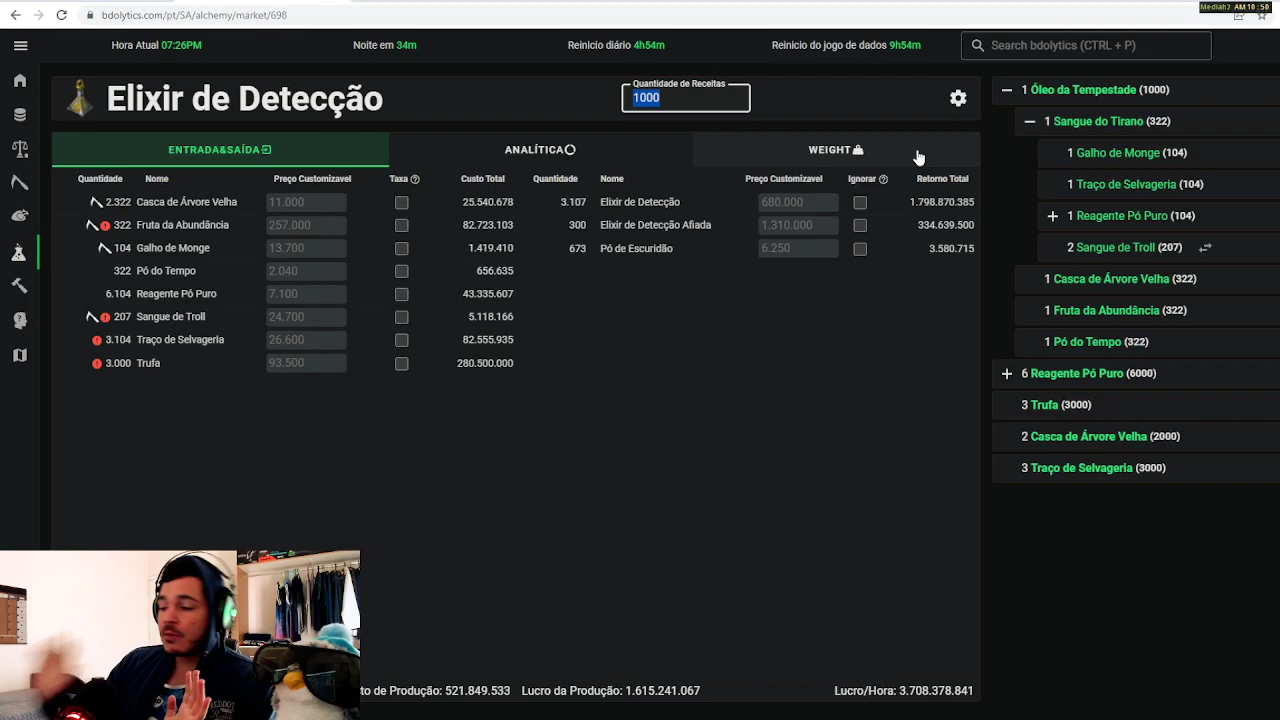 bdolytics.com/pt/SA/alchemy/market/698
Mediah2 AM 10 : 50
Hora Atual 07:26PM
Noite em 34m
Reinicio diário 4h54m
Reinicio do jogo de dados 9h54m
Search bdolytics (CTRL + P)
Elixir de Detecção
Quantidade de Receitas
1000
ENTRADA&SAÍDA
ANALÍTICA
WEIGHT
Quantidade Nome Preço Customizavel Taxa Custo Total Quantidade Nome Preço Customizavel Ignorar Retorno Total
2.322 Casca de Árvore Velha 11.000 25.540.678 3.107 Elixir de Detecção 680.000 1.798.870.385
322 Fruta da Abundância 257.000 82.723.103 300 Elixir de Detecção Afiada 1.310.000 334.639.500
104 Galho de Monge 13.700 1.419.410 673 Pó de Escuridão 6.250 3.580.715
322 Pó do Tempo 2.040 656.635
6.104 Reagente Pó Puro 7.100 43.335.607
207 Sangue de Troll 24.700 5.118.166
3.104 Traço de Selvageria 26.600 82.555.935
3.000 Trufa 93.500 280.500.000
1 Óleo da Tempestade (1000)
1 Sangue do Tirano (322)
1 Galho de Monge (104)
1 Traço de Selvageria (104)
1 Reagente Pó Puro (104)
2 Sangue de Troll (207)
1 Casca de Árvore Velha (322)
1 Fruta da Abundância (322)
1 Pó do Tempo (322)
6 Reagente Pó Puro (6000)
3 Trufa (3000)
2 Casca de Árvore Velha (2000)
3 Traço de Selvageria (3000)
to de Produção: 521.849.533 Lucro da Produção: 1.615.241.067 Lucro/Hora: 3.708.378.841